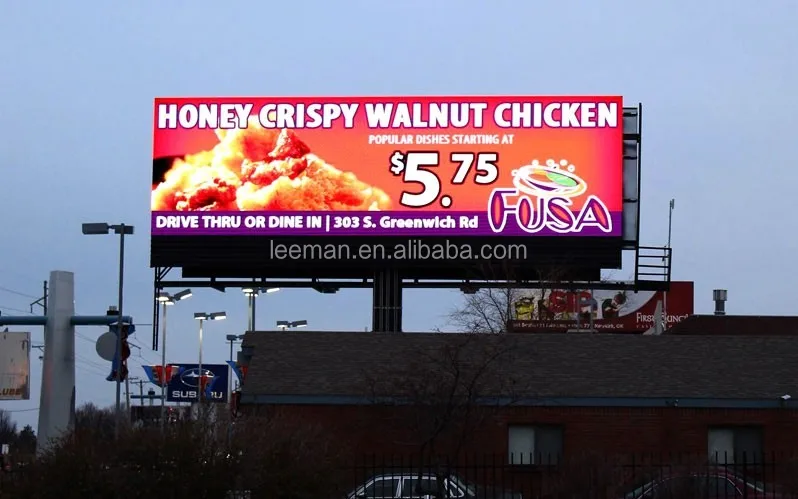 HONEY CRISPY WALNUT CHICKEN
POPULAR DISHES STARTING AT
$5.75
FUSA
DRIVE THRU OR DINE IN | 303 S. Greenwich Rd
leeman.en.alibaba.com
SUBARU
LUBE